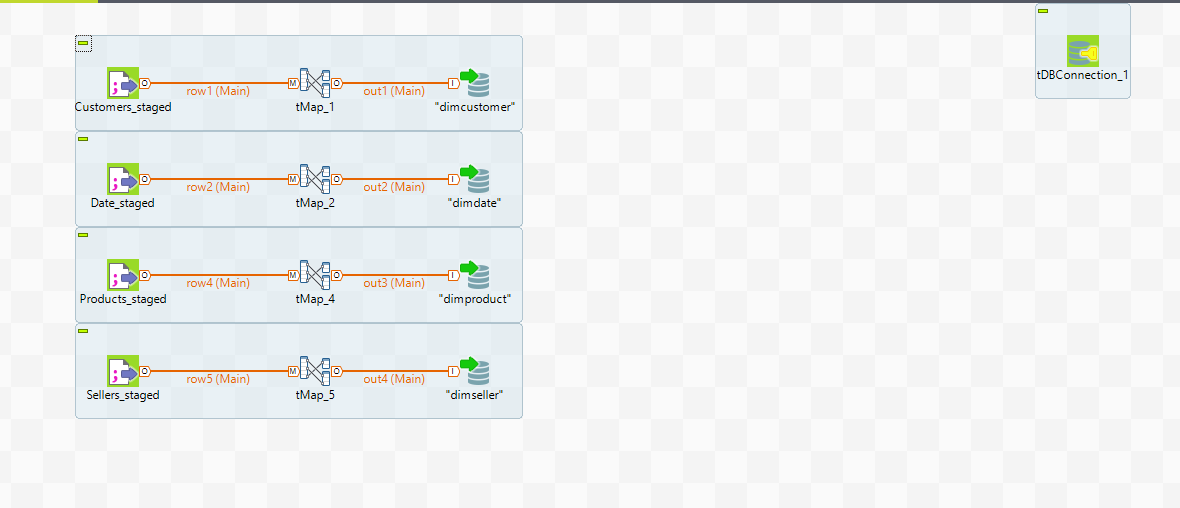 tDBConnection_1
O row1 (Main) M O out1 (Main) I
Customers_staged tMap_1 "dimcustomer"
O row2 (Main) M O out2 (Main) I
Date_staged tMap_2 "dimdate"
O row4 (Main) M O out3 (Main) I
Products_staged tMap_4 "dimproduct"
O row5 (Main) M O out4 (Main) I
Sellers_staged tMap_5 "dimseller"